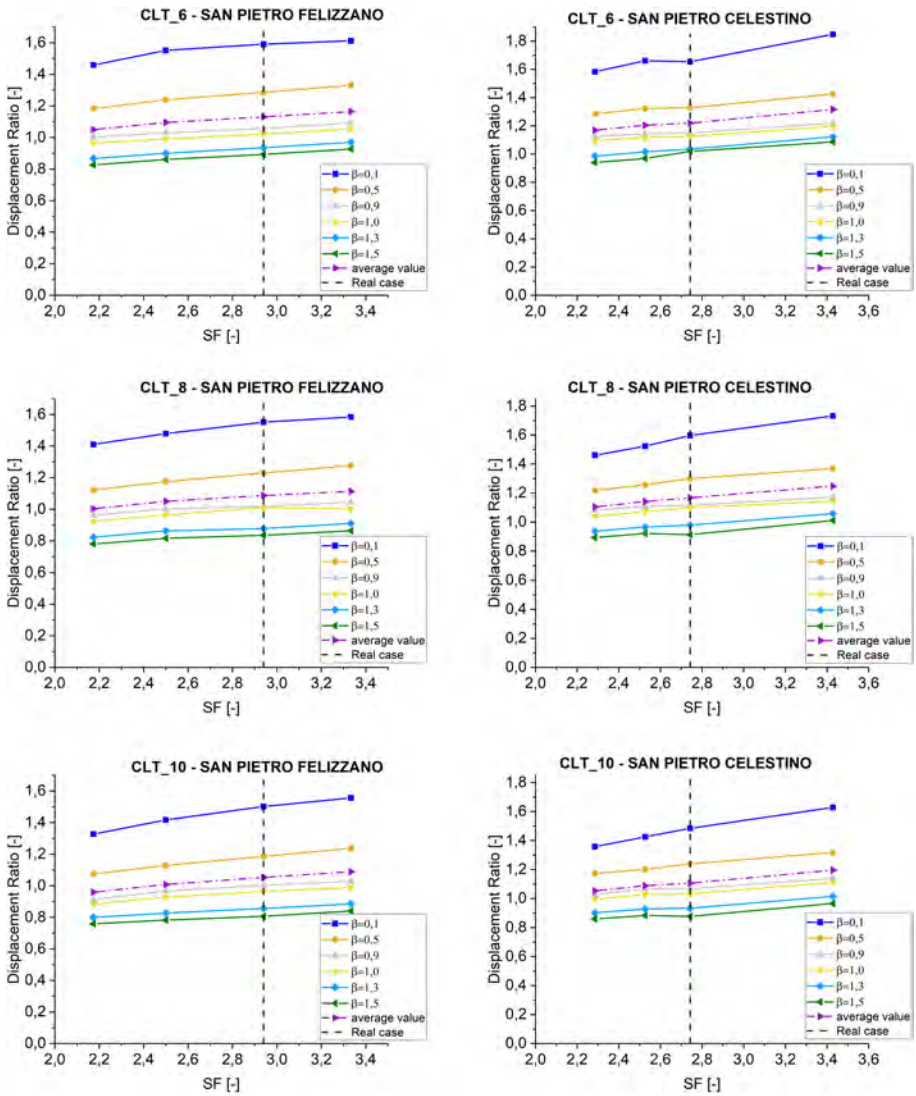 CLT_6 - SAN PIETRO FELIZZANO
1,6
1,4
1,2
1,0
0,8
0,6
0,4
0,2
0,0
Displacement Ratio [-]
β=0,1
β=0,5
β=0,9
β=1,0
β=1,3
β=1,5
average value
Real case
2,0 2,2 2,4 2,6 2,8 3,0 3,2 3,4
SF [-]
CLT_6 - SAN PIETRO CELESTINO
1,8
1,6
1,4
1,2
1,0
0,8
0,6
0,4
0,2
0,0
Displacement Ratio [-]
β=0,1
β=0,5
β=0,9
β=1,0
β=1,3
β=1,5
average value
Real case
2,0 2,2 2,4 2,6 2,8 3,0 3,2 3,4 3,6
SF [-]
CLT_8 - SAN PIETRO FELIZZANO
1,6
1,4
1,2
1,0
0,8
0,6
0,4
0,2
0,0
Displacement Ratio [-]
β=0,1
β=0,5
β=0,9
β=1,0
β=1,3
β=1,5
average value
Real case
2,0 2,2 2,4 2,6 2,8 3,0 3,2 3,4
SF [-]
CLT_8 - SAN PIETRO CELESTINO
1,8
1,6
1,4
1,2
1,0
0,8
0,6
0,4
0,2
0,0
Displacement Ratio [-]
β=0,1
β=0,5
β=0,9
β=1,0
β=1,3
β=1,5
average value
Real case
2,0 2,2 2,4 2,6 2,8 3,0 3,2 3,4 3,6
SF [-]
CLT_10 - SAN PIETRO FELIZZANO
1,6
1,4
1,2
1,0
0,8
0,6
0,4
0,2
0,0
Displacement Ratio [-]
β=0,1
β=0,5
β=0,9
β=1,0
β=1,3
β=1,5
average value
Real case
2,0 2,2 2,4 2,6 2,8 3,0 3,2 3,4
SF [-]
CLT_10 - SAN PIETRO CELESTINO
1,8
1,6
1,4
1,2
1,0
0,8
0,6
0,4
0,2
0,0
Displacement Ratio [-]
β=0,1
β=0,5
β=0,9
β=1,0
β=1,3
β=1,5
average value
Real case
2,0 2,2 2,4 2,6 2,8 3,0 3,2 3,4 3,6
SF [-]